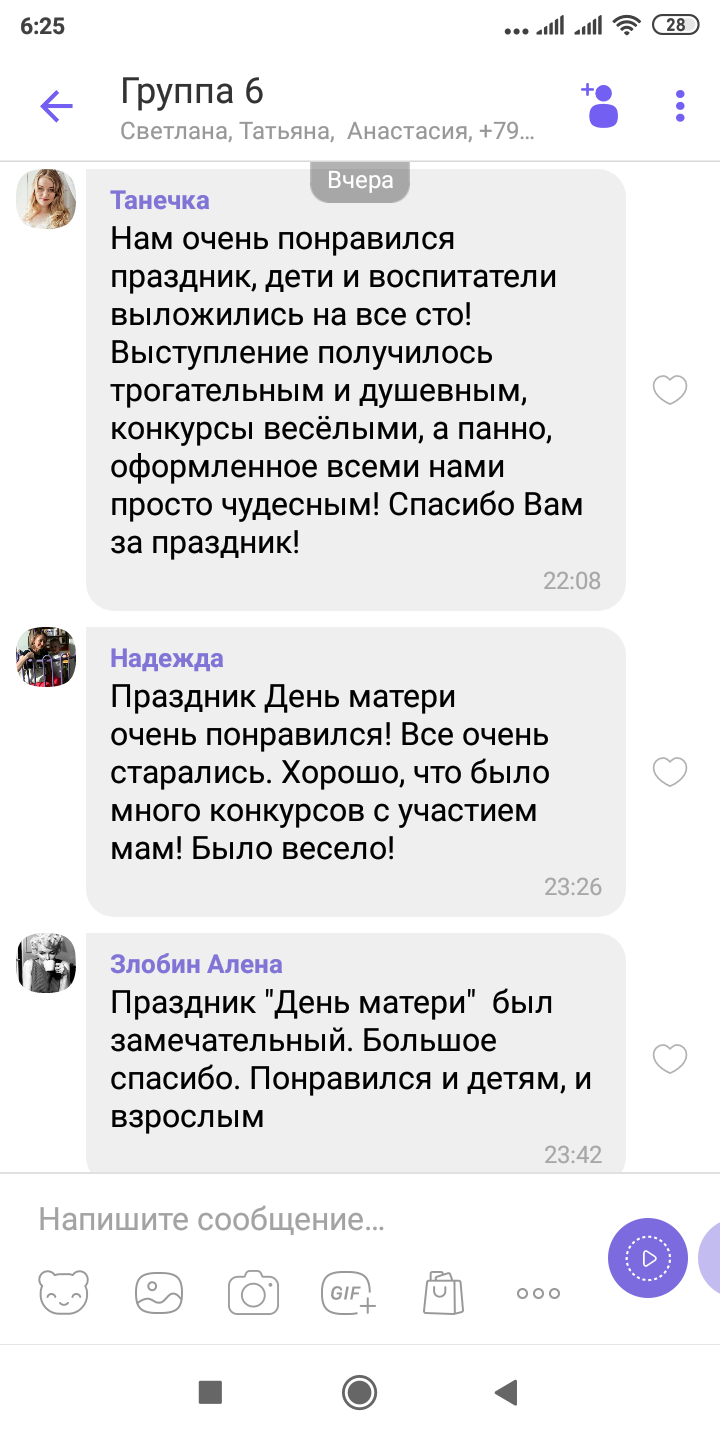 6:25
28
Группа 6
Светлана, Татьяна, Анастасия, +79...
Вчера
Танечка
Нам очень понравился
праздник, дети и воспитатели
выложились на все сто!
Выступление получилось
трогательным и душевным,
конкурсы весёлыми, а панно,
оформленное всеми нами
просто чудесным! Спасибо Вам
за праздник!
22:08
Надежда
Праздник День матери
очень понравился! Все очень
старались. Хорошо, что было
много конкурсов с участием
мам! Было весело!
23:26
Злобин Алена
Праздник "День матери"  был
замечательный. Большое
спасибо. Понравился и детям, и
взрослым
23:42
Напишите сообщение...
GIF